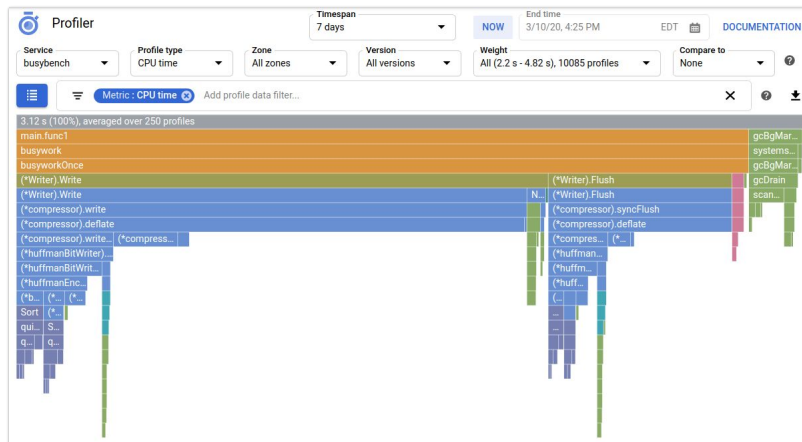 Profiler
Timespan
7 days
NOW
End time
3/10/20, 4:25 PM
EDT
DOCUMENTATION
Service
busybench
Profile type
CPU time
Zone
All zones
Version
All versions
Weight
All (2.2 s - 4.82 s), 10085 profiles
Compare to
None
Metric : CPU time
Add profile data filter...
3.12 s (100%), averaged over 250 profiles
main.func1
gcBgMar...
busywork
systems...
busyworkOnce
gcBgMar...
(*Writer).Write
(*Writer).Flush
gcDrain
(*Writer).Write
N...
(*Writer).Flush
scan...
(*compressor).write
(*compressor).syncFlush
(*compressor).deflate
(*compressor).deflate
(*compressor).write...
(*compress...
(*compres...
(*...
(*huffmanBitWriter)....
(*huffman...
(*huffmanBitWrit...
(*huffm...
(*huffmanEnc...
(*huff...
(*b...
(*...
(*...
(...
Sort
(*...
...
qui...
S...
...
q...
q...